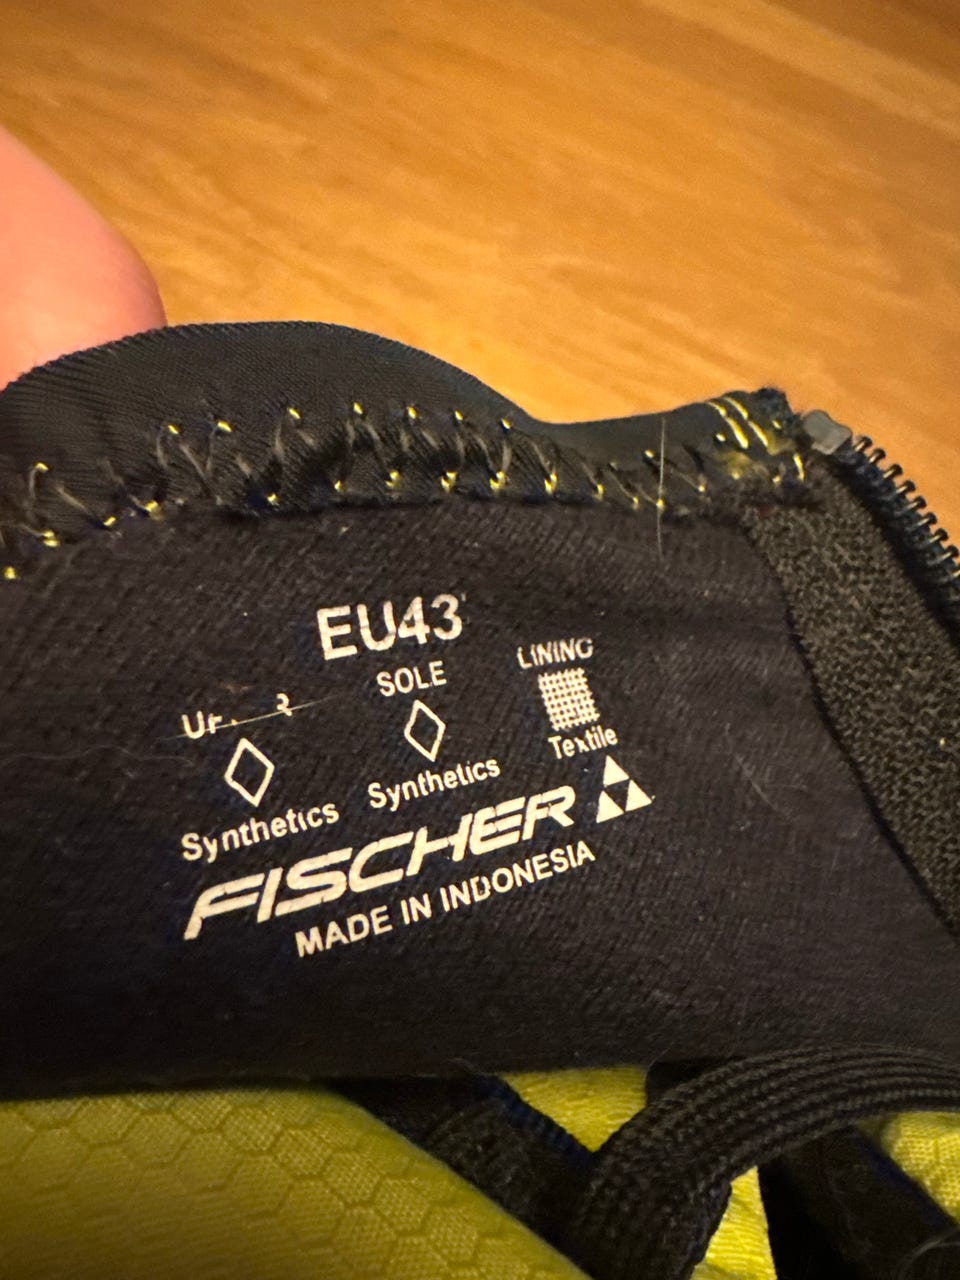 EU43
SOLE
LINING
Synthetics
Synthetics
Textile
FISCHER
MADE IN INDONESIA